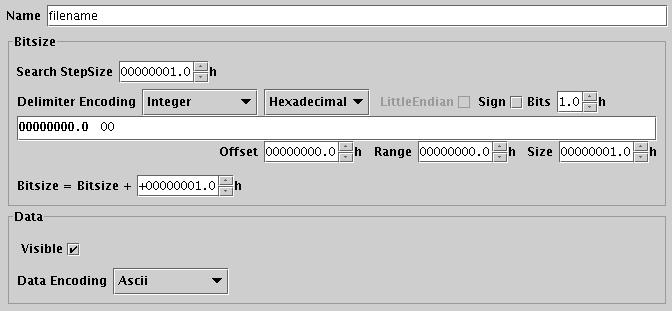 Name filename
Bitsize
Search StepSize 00000001.0 h
Delimiter Encoding Integer Hexadecimal LittleEndian Sign Bits 1.0 h
00000000.0 00
Offset 00000000.0 h Range 00000000.0 h Size 00000001.0 h
Bitsize = Bitsize + +00000001.0 h
Data
Visible
Data Encoding Ascii